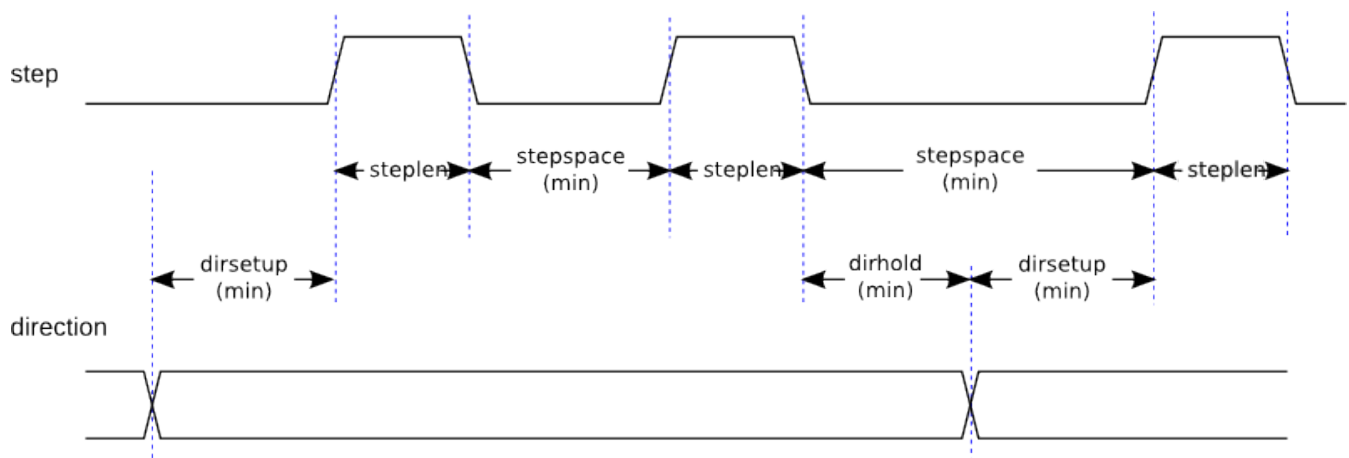 step
steplen
stepspace
(min)
steplen
stepspace
(min)
steplen
dirsetup
(min)
dirhold
(min)
dirsetup
(min)
direction